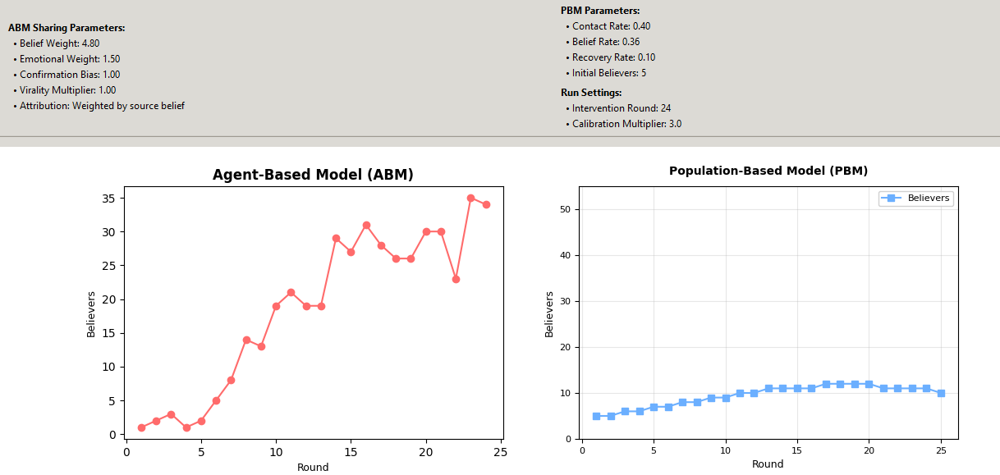 ABM Sharing Parameters:
• Belief Weight: 4.80
• Emotional Weight: 1.50
• Confirmation Bias: 1.00
• Virality Multiplier: 1.00
• Attribution: Weighted by source belief
PBM Parameters:
• Contact Rate: 0.40
• Belief Rate: 0.36
• Recovery Rate: 0.10
• Initial Believers: 5
Run Settings:
• Intervention Round: 24
• Calibration Multiplier: 3.0
Agent-Based Model (ABM)
35
30
25
20
15
10
5
0
Believers
0 5 10 15 20 25
Round
Population-Based Model (PBM)
Believers
50
40
30
20
10
0
Believers
0 5 10 15 20 25
Round